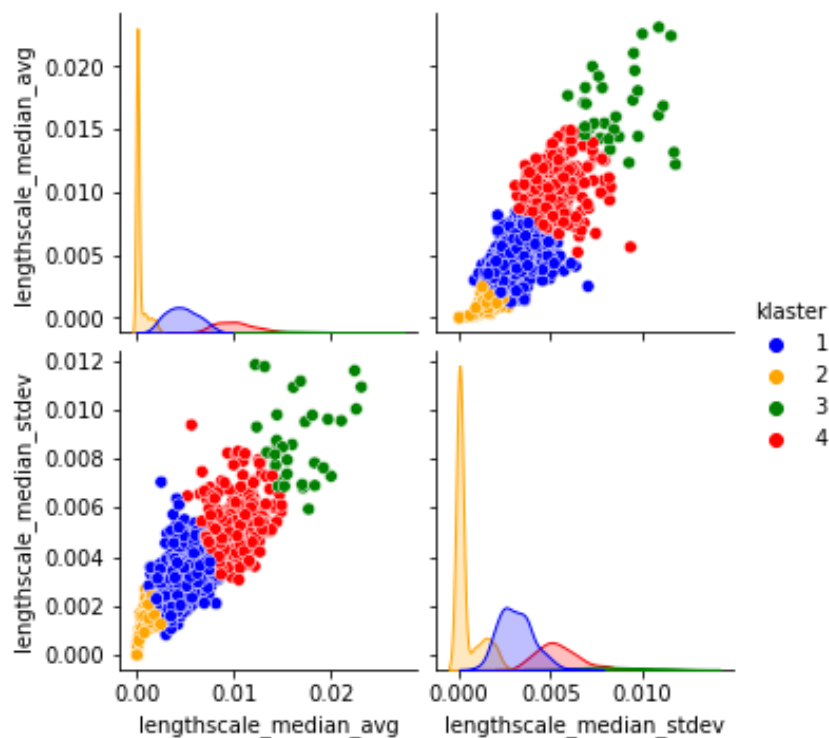 lengthscale_median_avg
0.020
0.015
0.010
0.005
0.000
klaster
1
2
3
4
lengthscale_median_stdev
0.012
0.010
0.008
0.006
0.004
0.002
0.000
0.00 0.01 0.02
lengthscale_median_avg
0.000 0.005 0.010
lengthscale_median_stdev